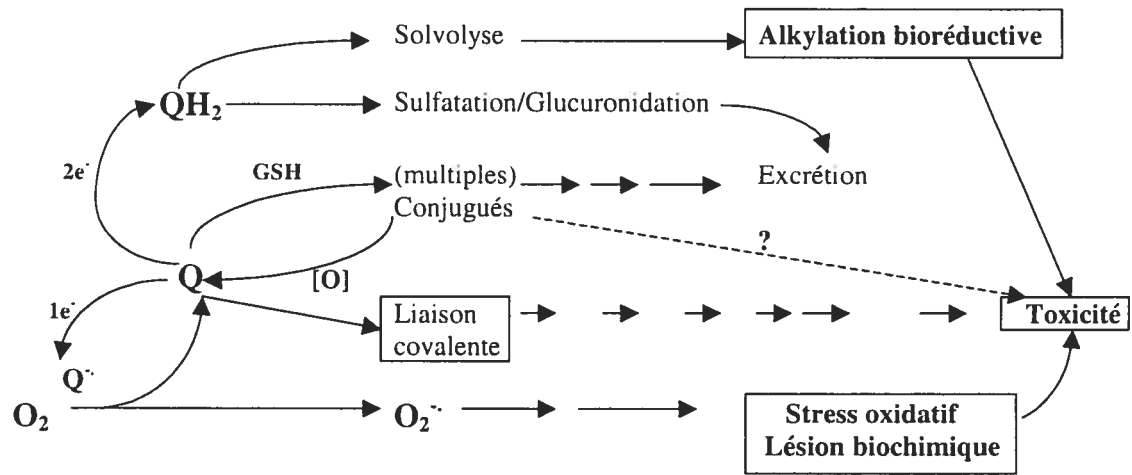 Solvolyse
Alkylation bioréductive
QH₂
Sulfatation/Glucuronidation
2e⁻
GSH
(multiples)
Conjugués
Excrétion
?
Q
[O]
1e⁻
Liaison
covalente
Toxicité
Q⁻·
O₂
O₂⁻·
Stress oxidatif
Lésion biochimique